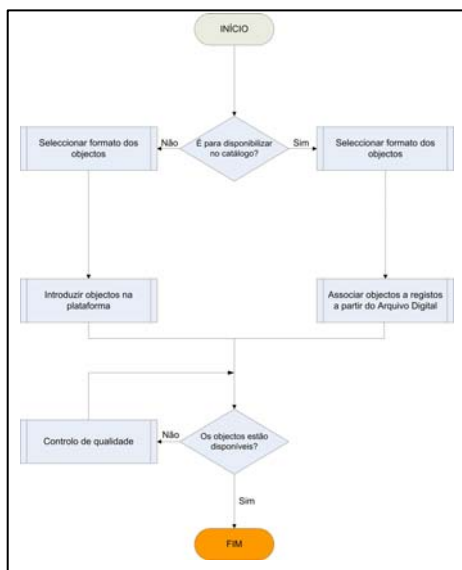 INÍCIO
Seleccionar formato dos
objectos
Não
É para disponibilizar
no catálogo?
Sim
Seleccionar formato dos
objectos
Introduzir objectos na
plataforma
Associar objectos a registos
a partir do Arquivo Digital
Controlo de qualidade
Não
Os objectos estão
disponíveis?
Sim
FIM